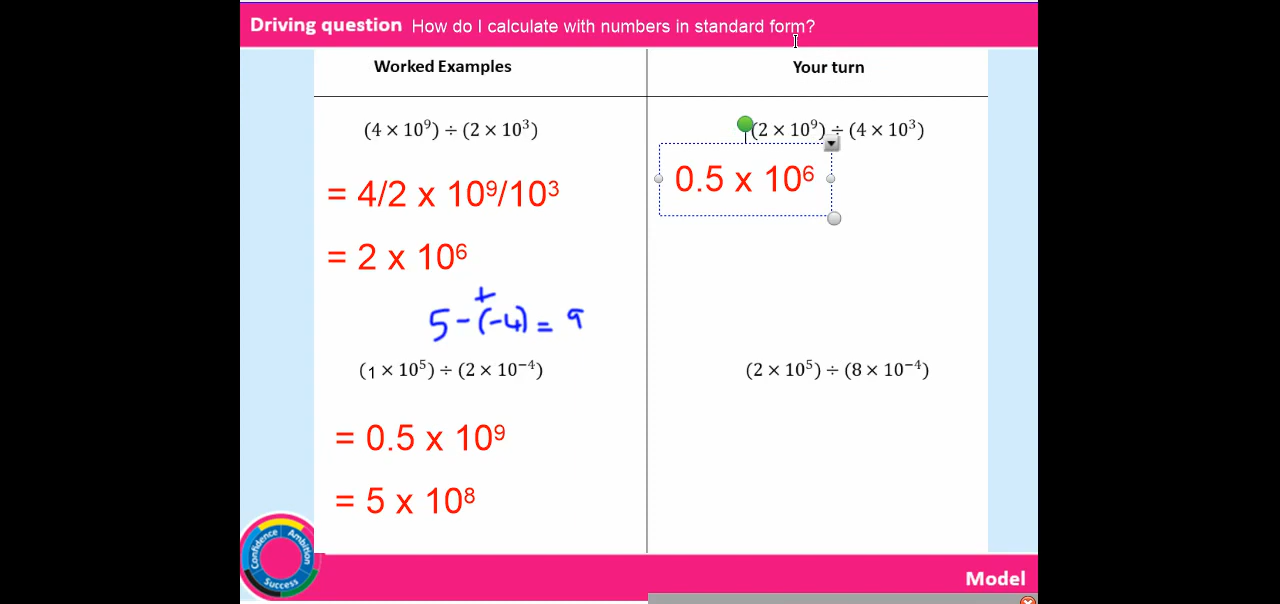 Driving question How do I calculate with numbers in standard form?
Worked Examples
(4 × 10⁹) ÷ (2 × 10³)
= 4/2 x 10⁹/10³
= 2 x 10⁶
+
5 - (-4) = 9
(1 × 10⁵) ÷ (2 × 10⁻⁴)
= 0.5 x 10⁹
= 5 x 10⁸
Your turn
(2 × 10⁹) ÷ (4 × 10³)
0.5 x 10⁶
(2 × 10⁵) ÷ (8 × 10⁻⁴)
Confidence
Ambition
Success
Model